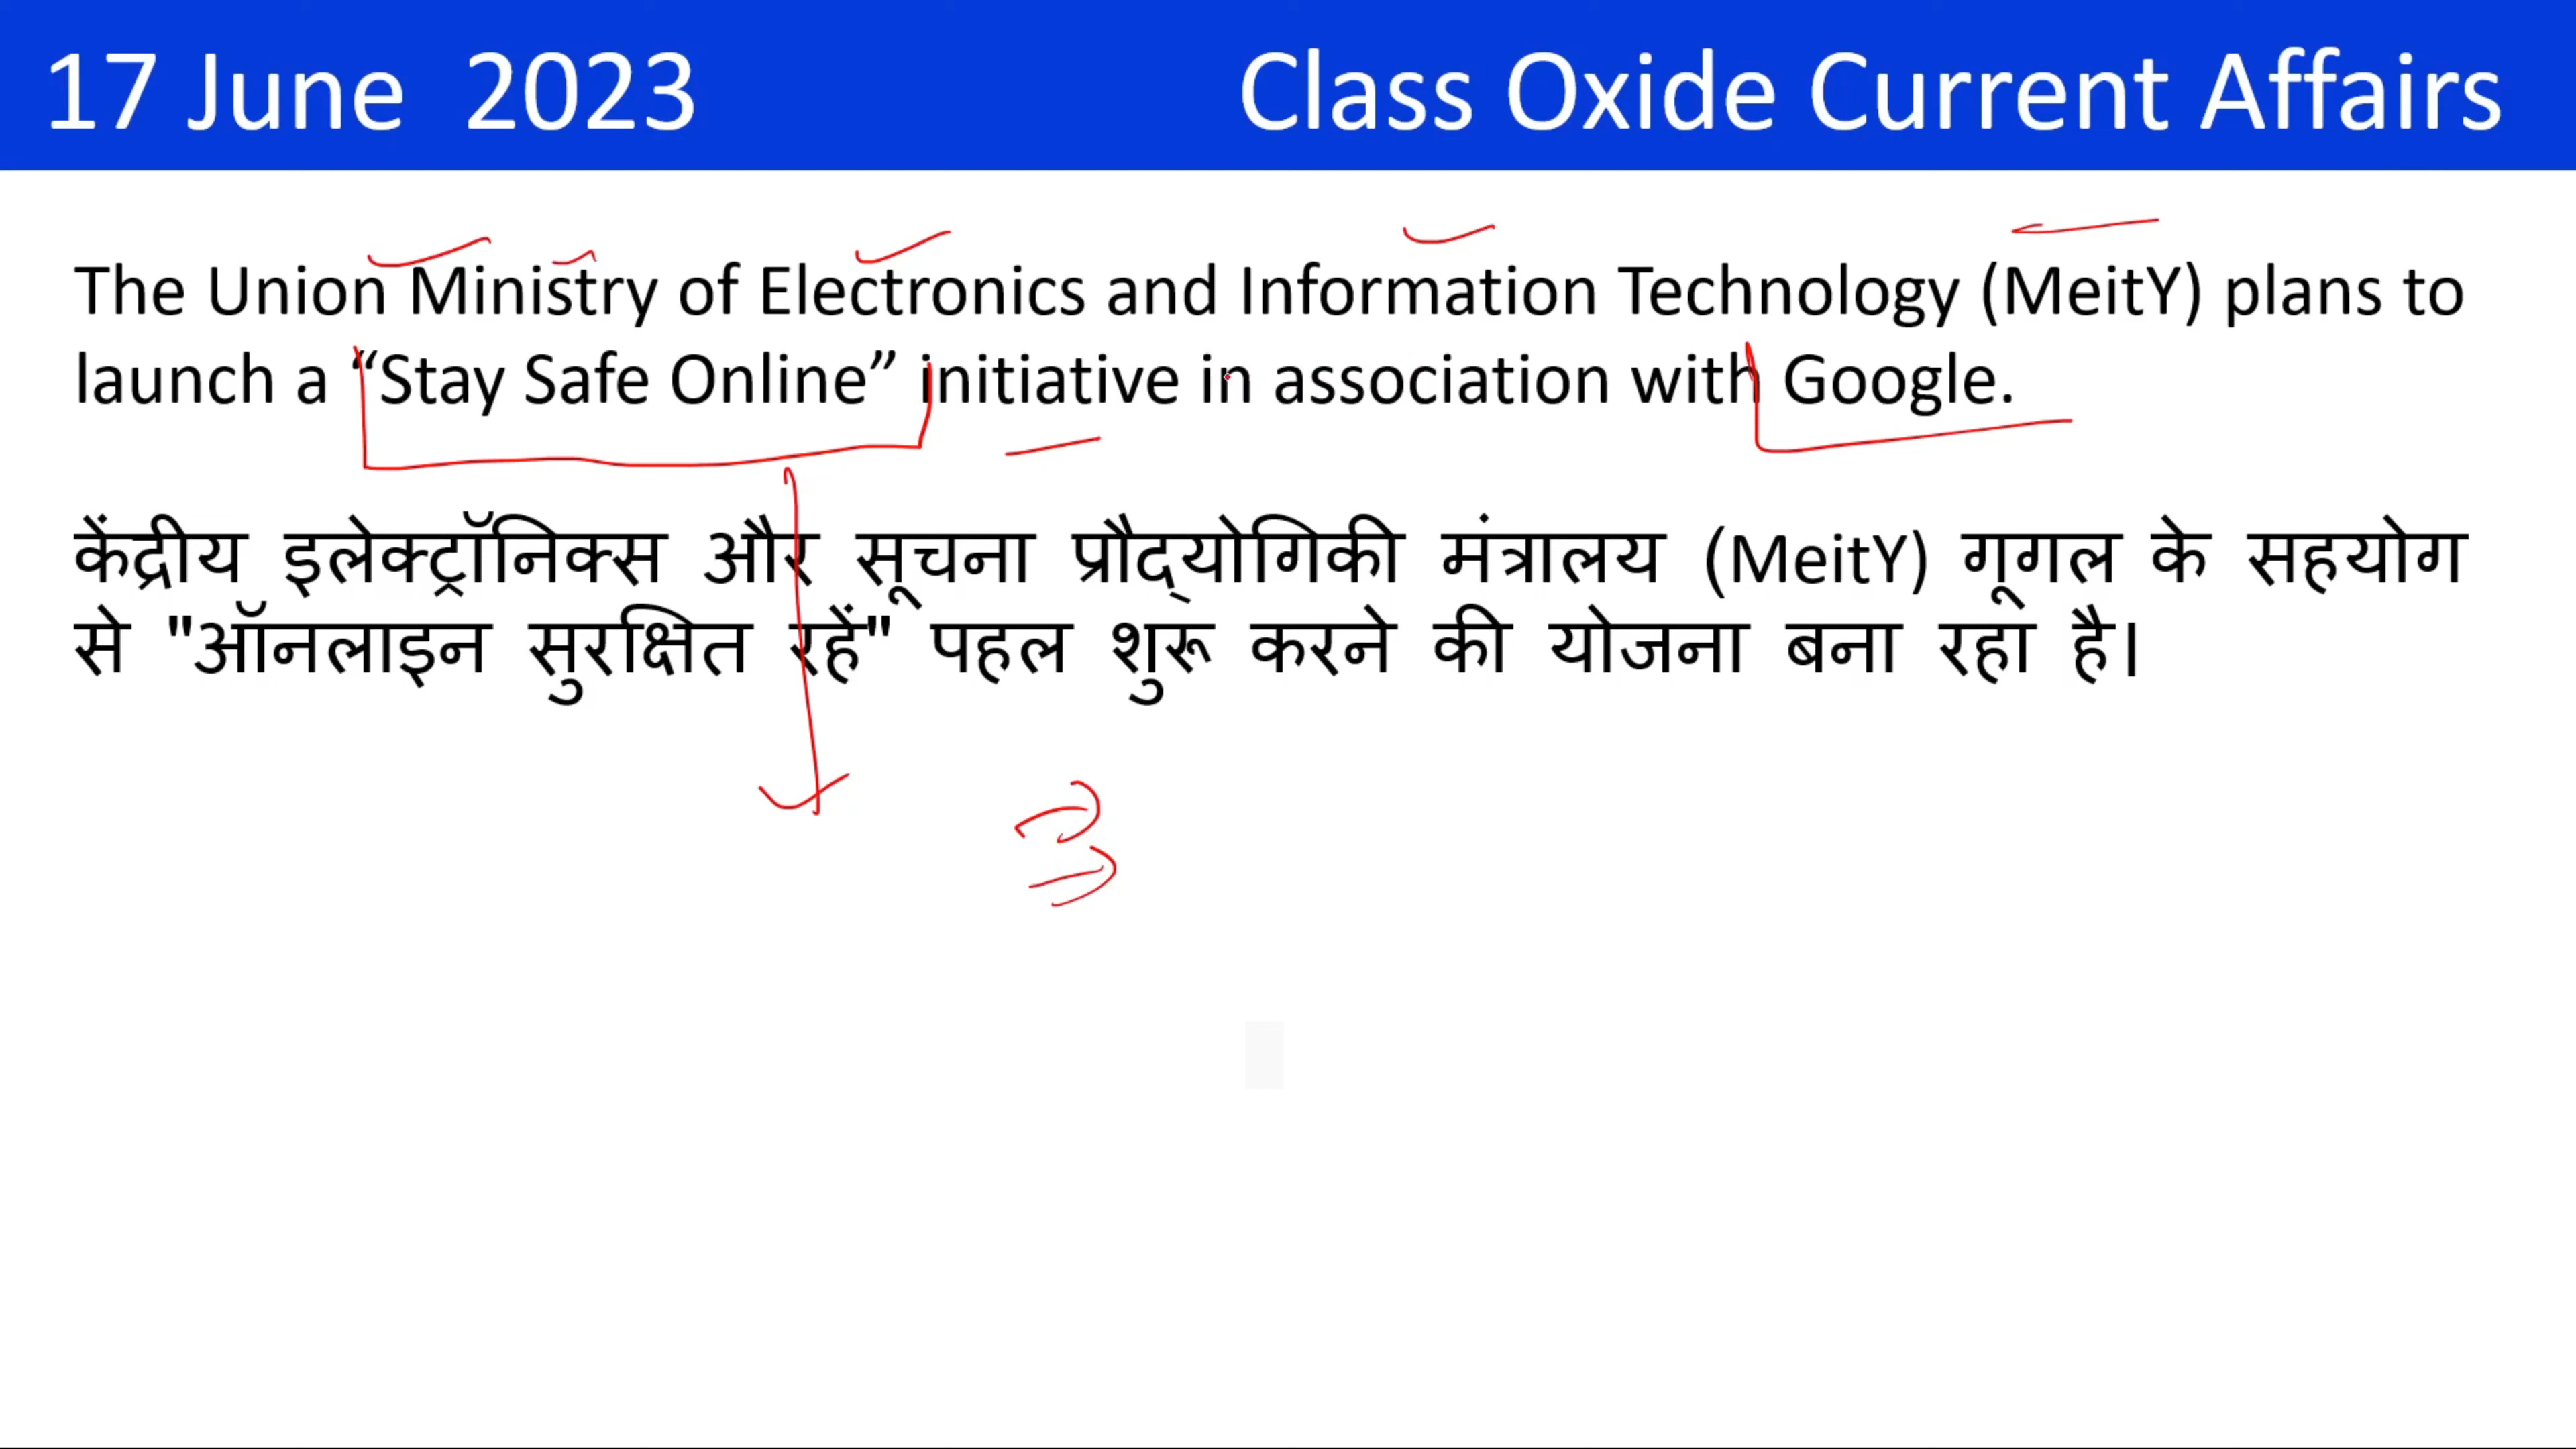 17 June 2023 Class Oxide Current Affairs
The Union Ministry of Electronics and Information Technology (MeitY) plans to
launch a “Stay Safe Online” initiative in association with Google.
केंद्रीय इलेक्ट्रॉनिक्स और सूचना प्रौद्योगिकी मंत्रालय (MeitY) गूगल के सहयोग
से "ऑनलाइन सुरक्षित रहें" पहल शुरू करने की योजना बना रहा है।